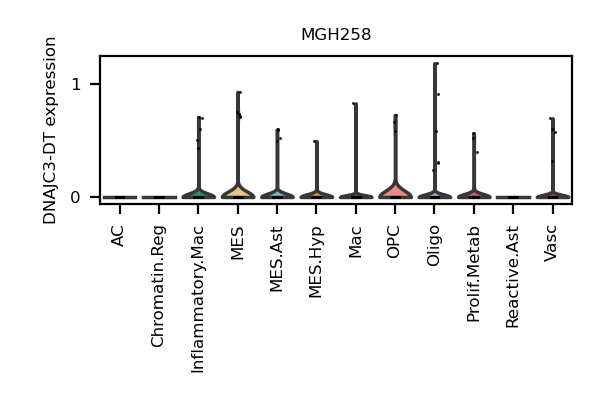 MGH258
DNAJC3-DT expression
1
0
AC
Chromatin.Reg
Inflammatory.Mac
MES
MES.Ast
MES.Hyp
Mac
OPC
Oligo
Prolif.Metab
Reactive.Ast
Vasc